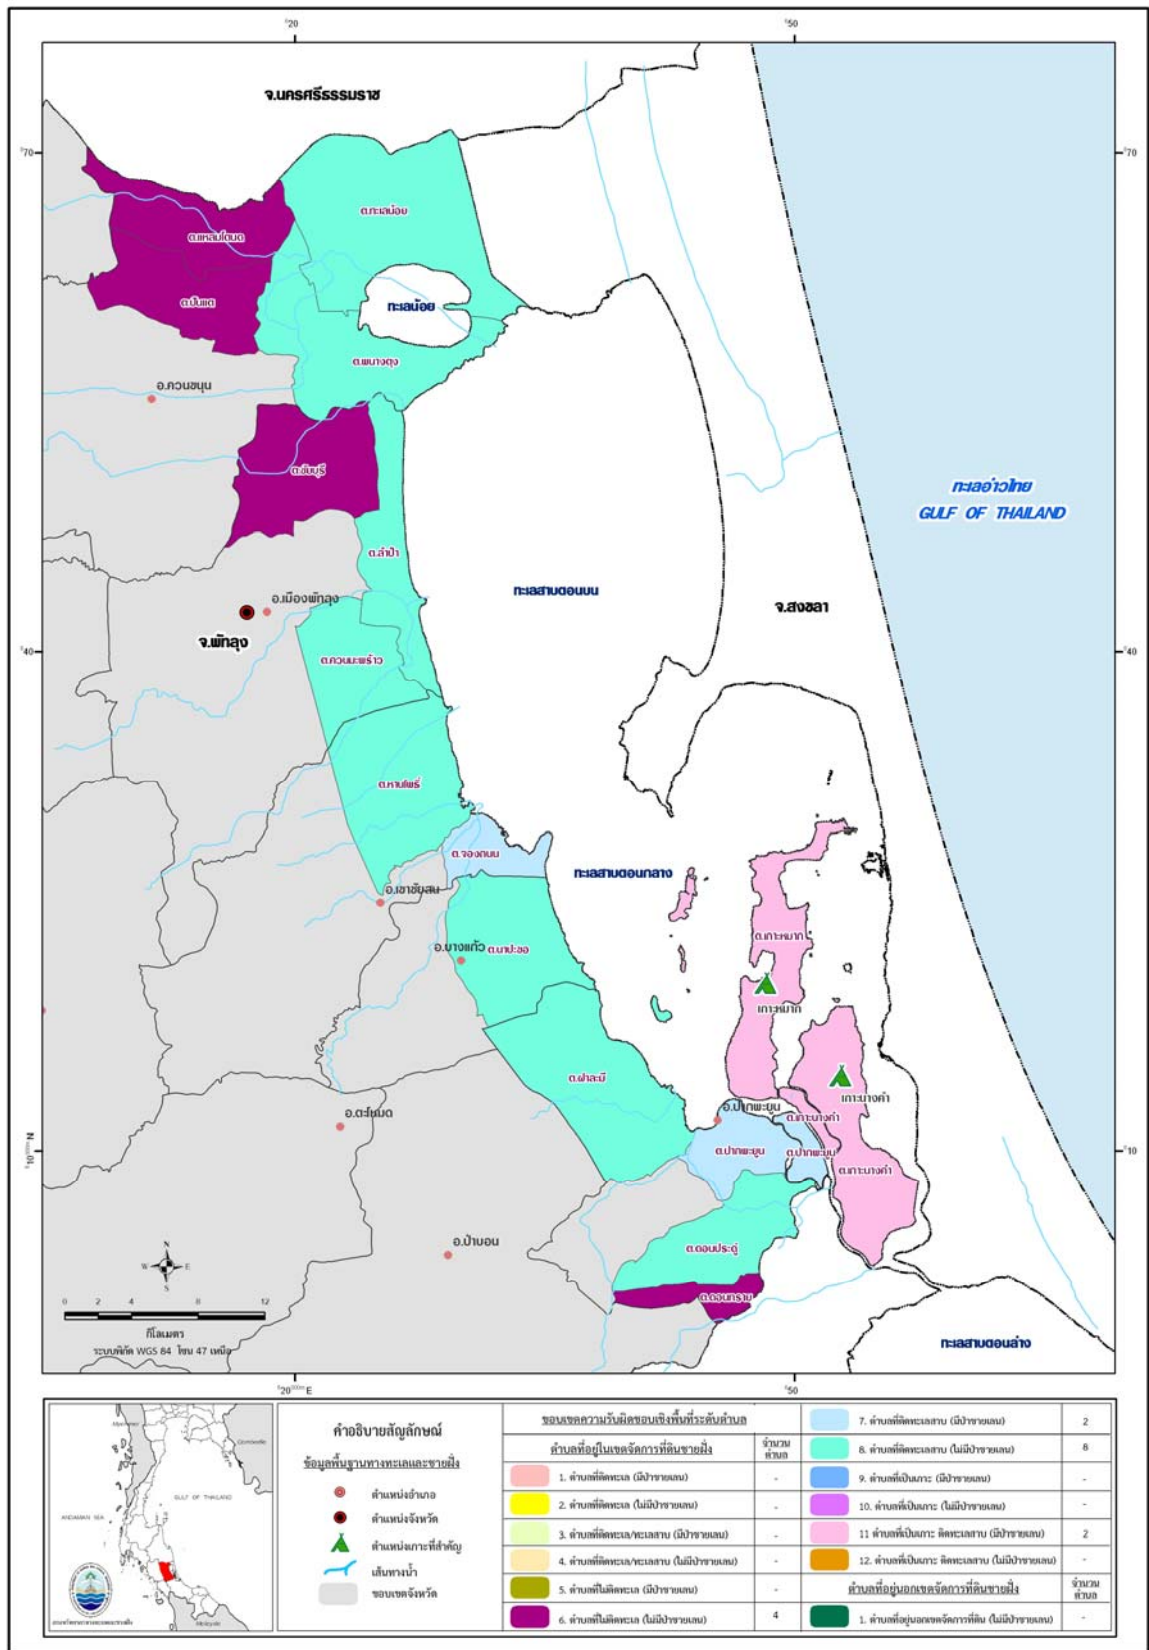 ⁶20
⁶50
จ.นครศรีธรรมราช
⁸70
⁸70
ต.ทะเลน้อย
ต.แหลมโตนด
ต.ปันแต
ทะเลน้อย
ต.พนางตุง
อ.ควนขนุน
ต.ชัยบุรี
ทะเลอ่าวไทย
GULF OF THAILAND
ต.ลำปำ
ทะเลสาบตอนบน
อ.เมืองพัทลุง
จ.สงขลา
จ.พัทลุง
⁸40
ต.ควนมะพร้าว
⁸40
ต.หานโพธิ์
ต.จองถนน
ทะเลสาบตอนกลาง
อ.เขาชัยสน
อ.บางแก้ว
ต.นาปะขอ
ต.เกาะหมาก
เกาะหมาก
ต.ฝาละมี
เกาะนางคำ
อ.ตะโหมด
อ.ปากพะยูน
ต.เกาะนางคำ
ต.ปากพะยูน
ต.ปากพะยูน
ต.เกาะนางคำ
⁸10⁰⁰⁰ᵐ N
⁸10
อ.ป่าบอน
ต.ดอนประดู่
ต.ดอนทราย
N
W E
S
0 2 4 8 12
กิโลเมตร
ระบบพิกัด WGS 84 โซน 47 เหนือ
ทะเลสาบตอนล่าง
⁶20⁰⁰⁰ᵐ E
⁶50
Myanmar
Cambodia
GULF OF THAILAND
ANDAMAN SEA
Malaysia
คำอธิบายสัญลักษณ์
ข้อมูลพื้นฐานทางทะเลและชายฝั่ง
ตำแหน่งอำเภอ
ตำแหน่งจังหวัด
ตำแหน่งเกาะที่สำคัญ
เส้นทางน้ำ
ขอบเขตจังหวัด
ขอบเขตความรับผิดชอบเชิงพื้นที่ระดับตำบล
ตำบลที่อยู่ในเขตจัดการที่ดินชายฝั่ง จำนวนตำบล
1. ตำบลที่ติดทะเล (มีป่าชายเลน) -
2. ตำบลที่ติดทะเล (ไม่มีป่าชายเลน) -
3. ตำบลที่ติดทะเล/ทะเลสาบ (มีป่าชายเลน) -
4. ตำบลที่ติดทะเล/ทะเลสาบ (ไม่มีป่าชายเลน) -
5. ตำบลที่ไม่ติดทะเล (มีป่าชายเลน) -
6. ตำบลที่ไม่ติดทะเล (ไม่มีป่าชายเลน) 4
7. ตำบลที่ติดทะเลสาบ (มีป่าชายเลน) 2
8. ตำบลที่ติดทะเลสาบ (ไม่มีป่าชายเลน) 8
9. ตำบลที่เป็นเกาะ (มีป่าชายเลน) -
10. ตำบลที่เป็นเกาะ (ไม่มีป่าชายเลน) -
11 ตำบลที่เป็นเกาะ ติดทะเลสาบ (มีป่าชายเลน) 2
12. ตำบลที่เป็นเกาะ ติดทะเลสาบ (ไม่มีป่าชายเลน) -
ตำบลที่อยู่นอกเขตจัดการที่ดินชายฝั่ง จำนวนตำบล
1. ตำบลที่อยู่นอกเขตจัดการที่ดิน (ไม่มีป่าชายเลน) -